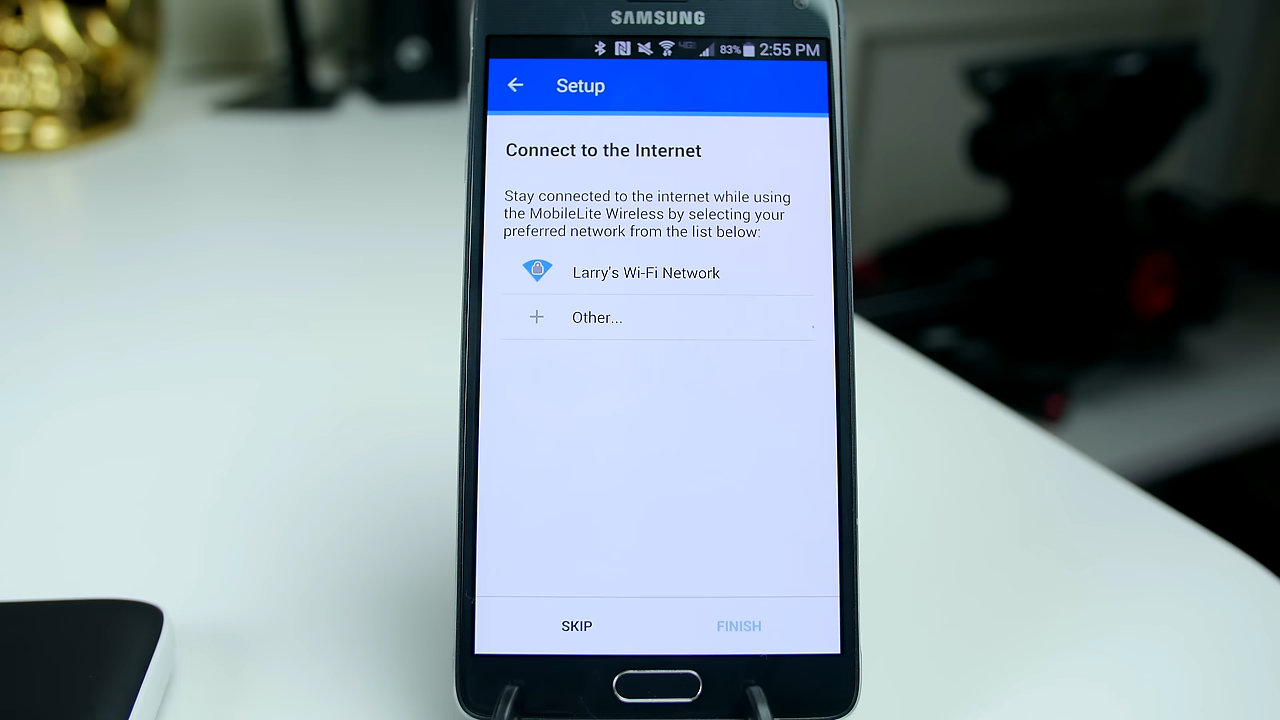 SAMSUNG
83% 2:55 PM
Setup
Connect to the Internet
Stay connected to the internet while using
the MobileLite Wireless by selecting your
preferred network from the list below:
Larry's Wi-Fi Network
Other...
SKIP FINISH